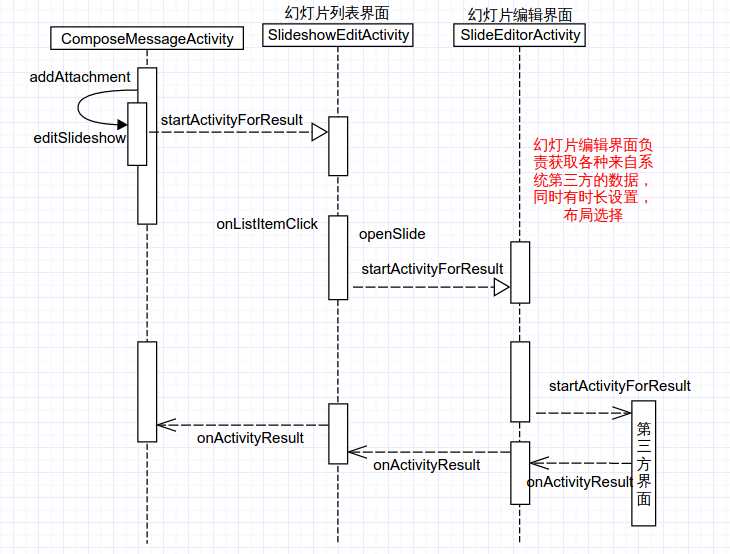 幻灯片列表界面
幻灯片编辑界面
ComposeMessageActivity
SlideshowEditActivity
SlideEditorActivity
addAttachment
startActivityForResult
editSlideshow
幻灯片编辑界面负
责获取各种来自系
统第三方的数据，
同时有时长设置，
布局选择
onListItemClick
openSlide
startActivityForResult
startActivityForResult
第三方界面
onActivityResult
onActivityResult
onActivityResult